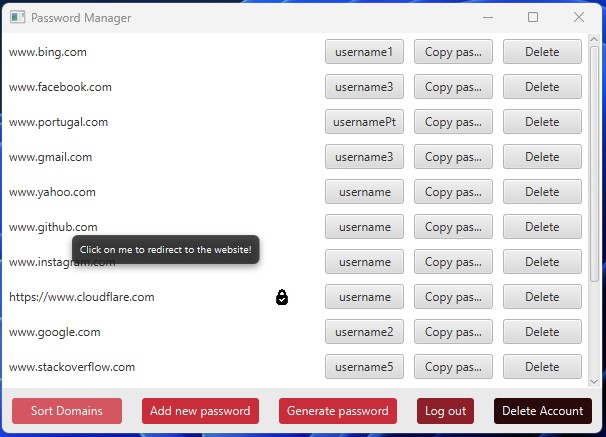 Password Manager
www.bing.com username1 Copy pas... Delete
www.facebook.com username3 Copy pas... Delete
www.portugal.com usernamePt Copy pas... Delete
www.gmail.com username3 Copy pas... Delete
www.yahoo.com username Copy pas... Delete
www.github.com username Copy pas... Delete
Click on me to redirect to the website!
www.instagram.com username Copy pas... Delete
https://www.cloudflare.com username Copy pas... Delete
www.google.com username2 Copy pas... Delete
www.stackoverflow.com username5 Copy pas... Delete
Sort Domains Add new password Generate password Log out Delete Account